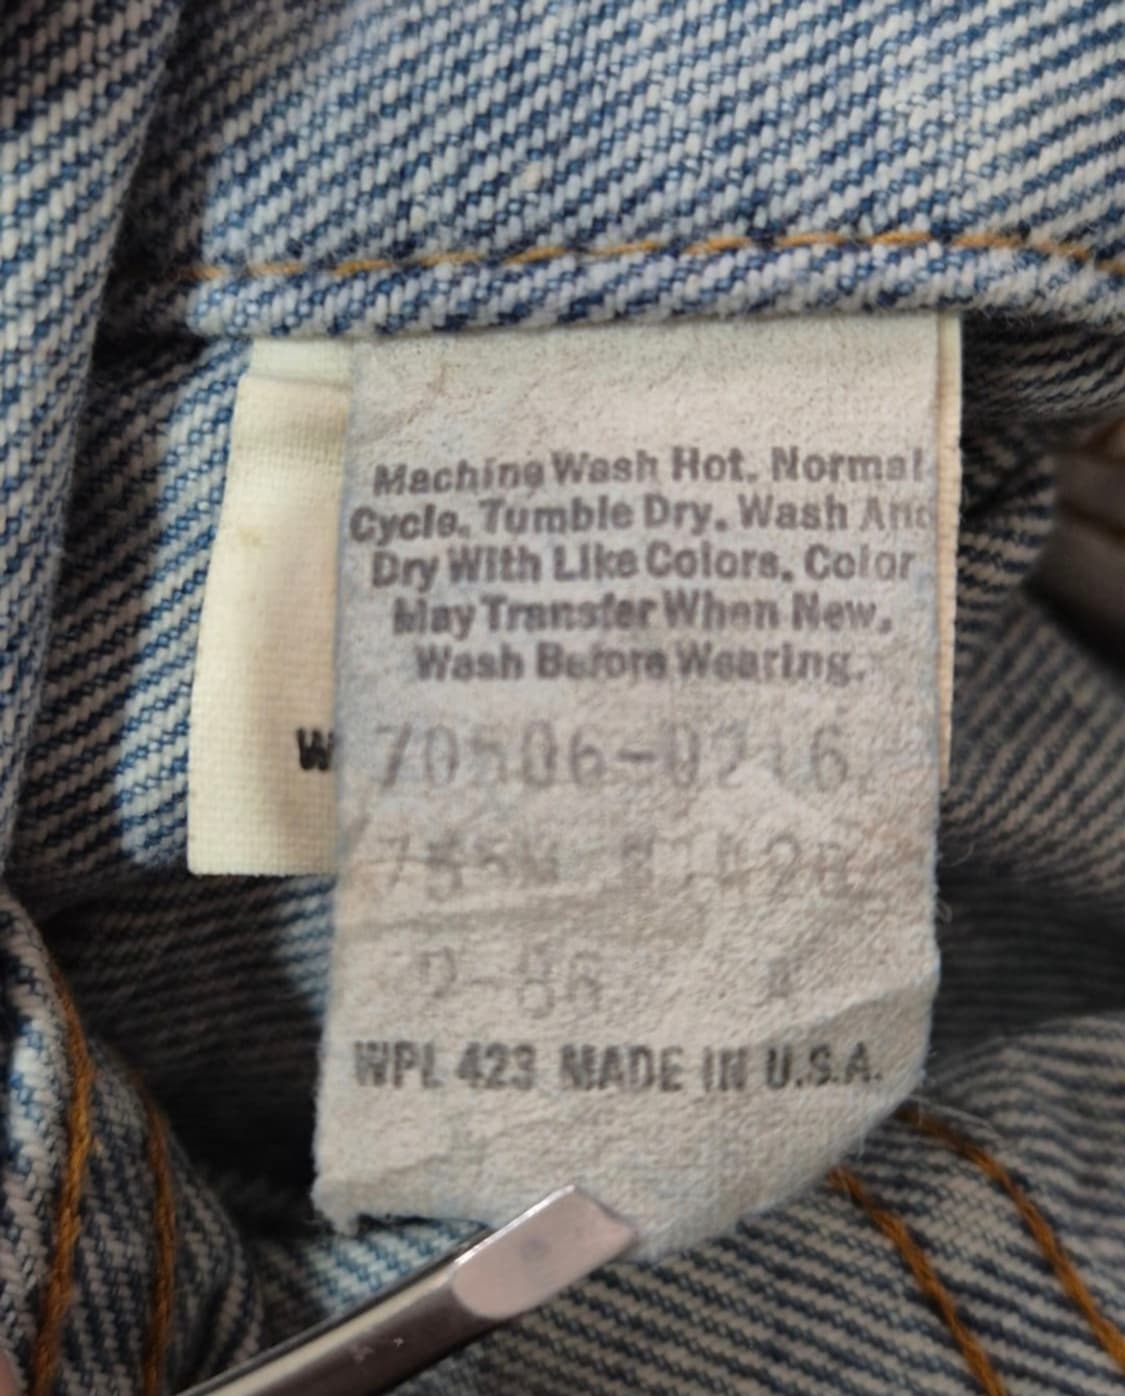 Machine Wash Hot, Normal
Cycle. Tumble Dry. Wash And
Dry With Like Colors. Color
May Transfer When New,
Wash Before Wearing.
W
70506-0216
WPL 423 MADE IN U.S.A.